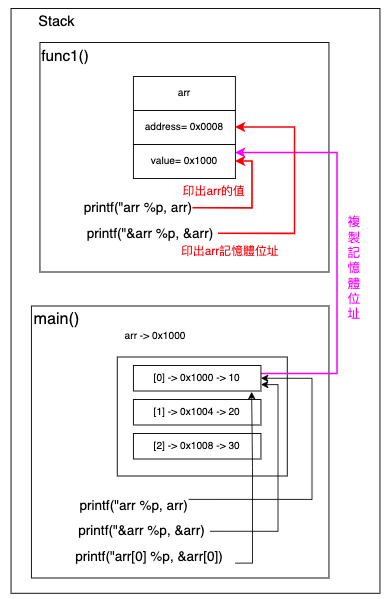 Stack
func1()
arr
address= 0x0008
value= 0x1000
印出arr的值
printf("arr %p, arr)
printf("&arr %p, &arr)
印出arr記憶體位址
複製記憶體位址
main()
arr -> 0x1000
[0] -> 0x1000 -> 10
[1] -> 0x1004 -> 20
[2] -> 0x1008 -> 30
printf("arr %p, arr)
printf("&arr %p, &arr)
printf("arr[0] %p, &arr[0])